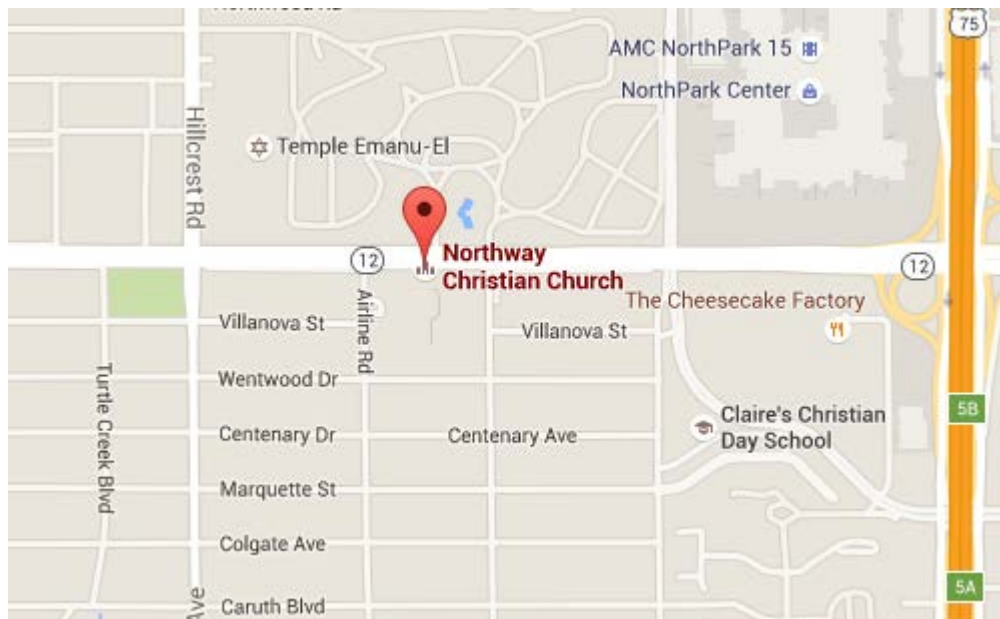 75
AMC NorthPark 15
NorthPark Center
Hillcrest Rd
Temple Emanu-El
12
Northway
Christian Church
12
The Cheesecake Factory
Airline Rd
Villanova St
Villanova St
Turtle Creek Blvd
Wentwood Dr
5B
Claire's Christian
Day School
Centenary Dr
Centenary Ave
Marquette St
Colgate Ave
5A
Caruth Blvd
Ave